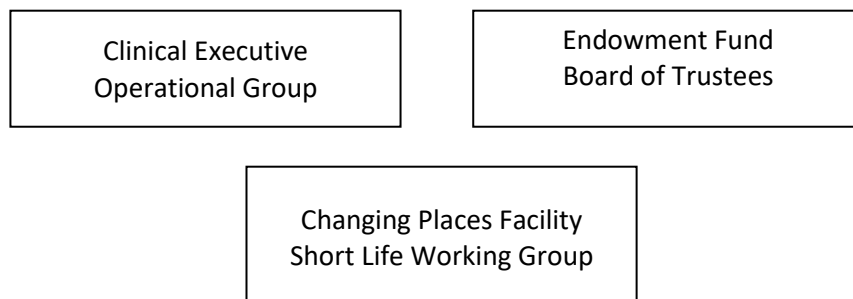 Clinical Executive
Operational Group
Endowment Fund
Board of Trustees
Changing Places Facility
Short Life Working Group